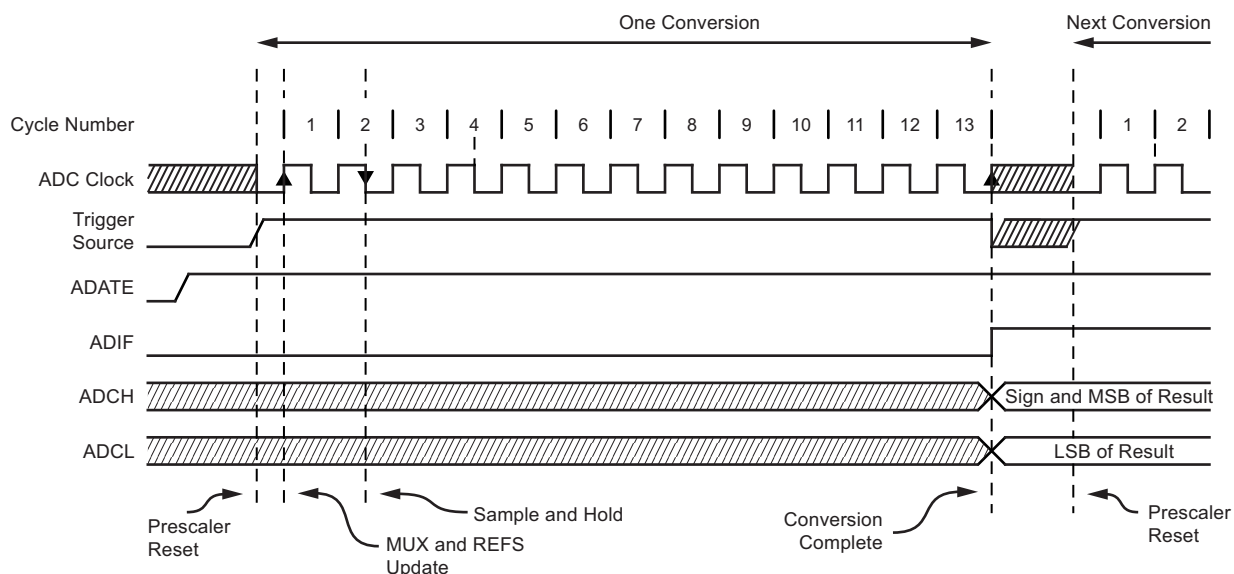 One Conversion
Next Conversion
Cycle Number
1 2 3 4 5 6 7 8 9 10 11 12 13 1 2
ADC Clock
Trigger
Source
ADATE
ADIF
ADCH
Sign and MSB of Result
ADCL
LSB of Result
Prescaler
Reset
MUX and REFS
Update
Sample and Hold
Conversion
Complete
Prescaler
Reset